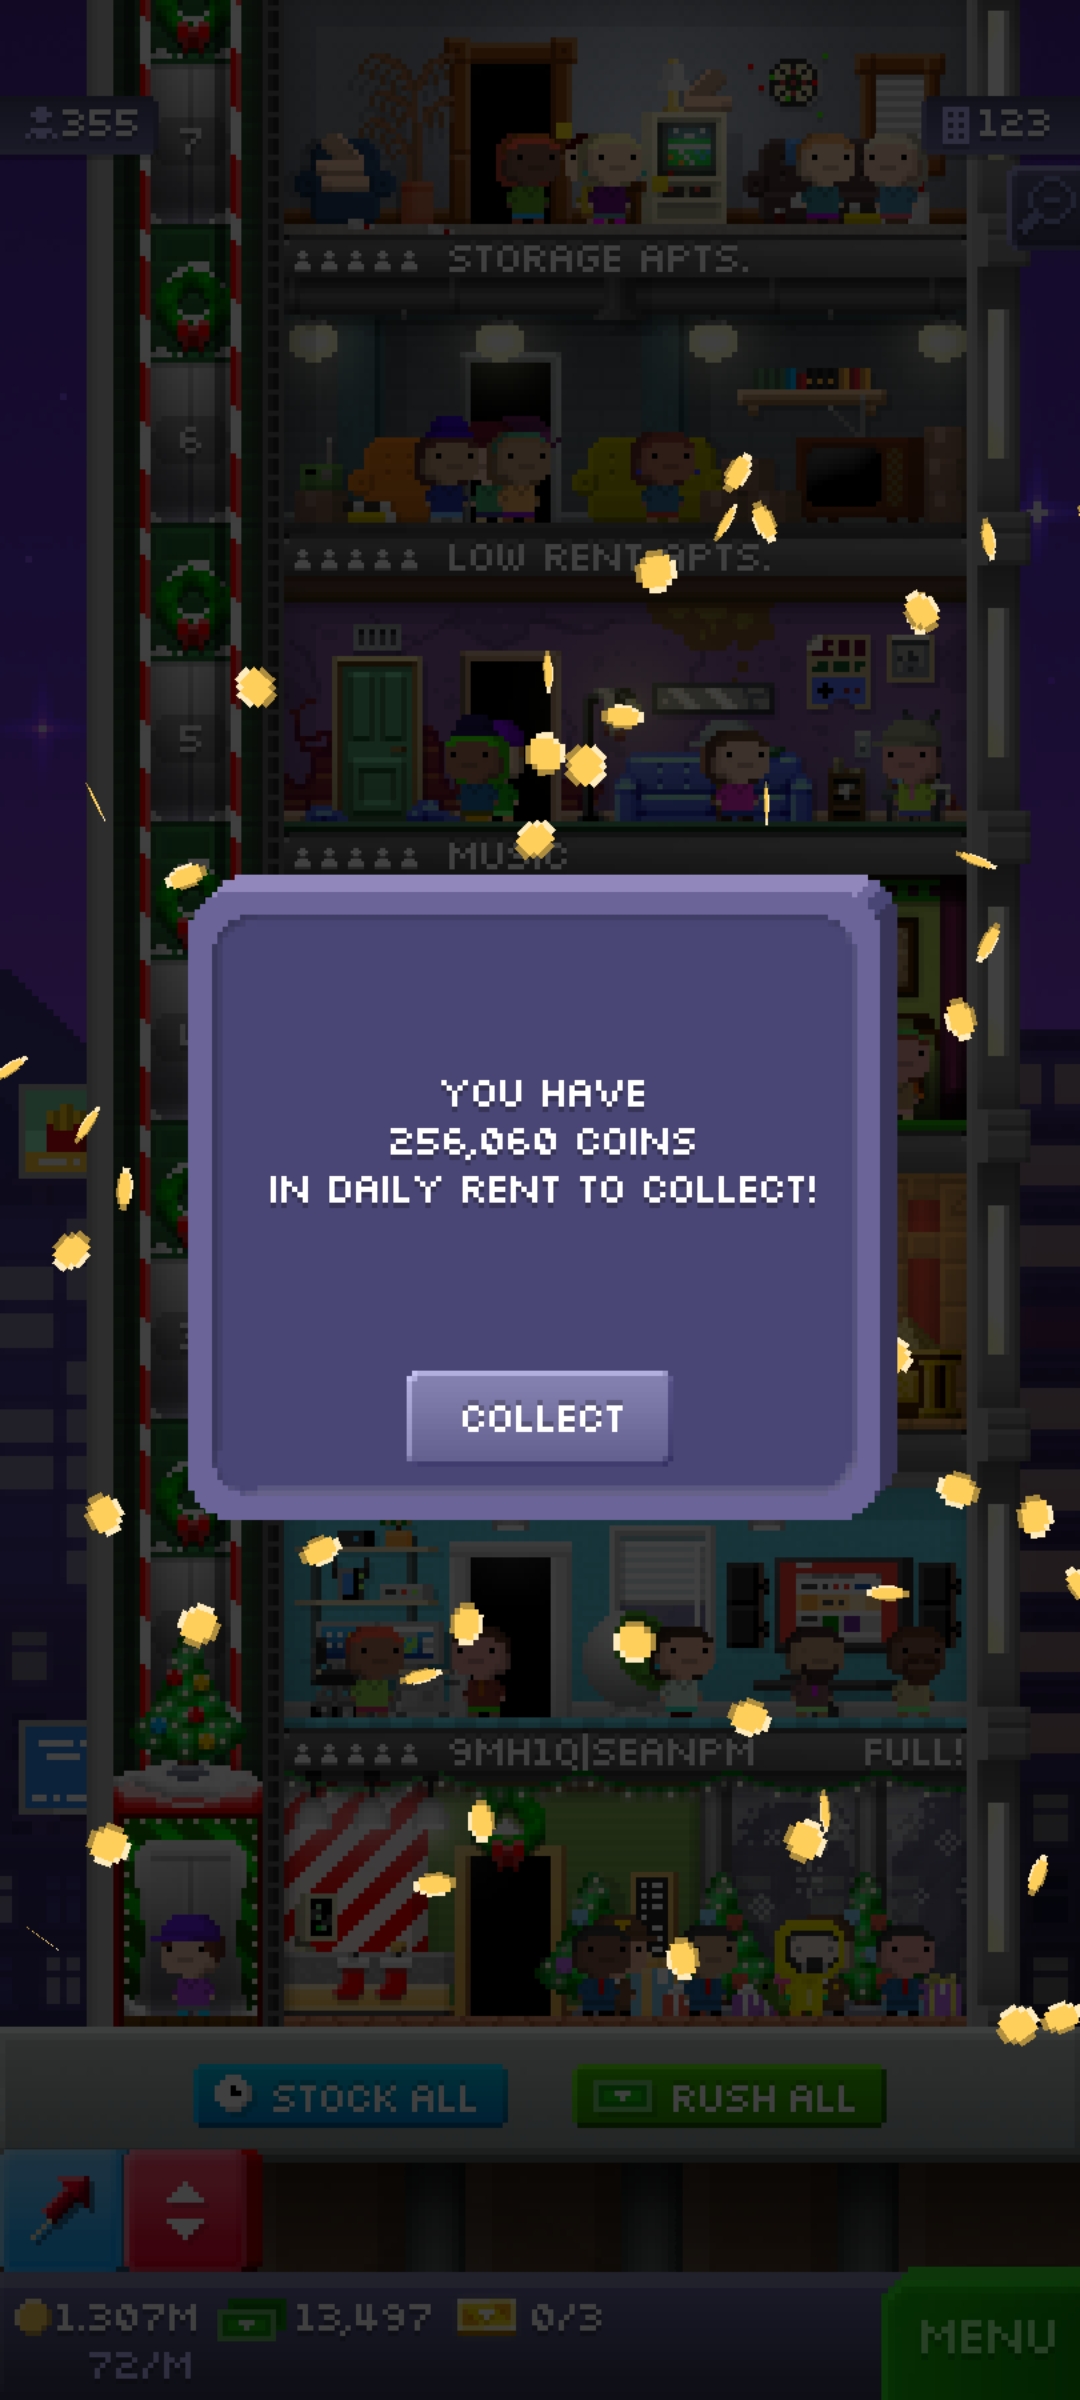 355
123
7
STORAGE APTS.
6
LOW RENT APTS.
5
MUSIC
YOU HAVE
256,060 COINS
IN DAILY RENT TO COLLECT!
COLLECT
9MH1Q|SEANPM FULL!
STOCK ALL
RUSH ALL
1.307M
13,497
0/3
72/M
MENU